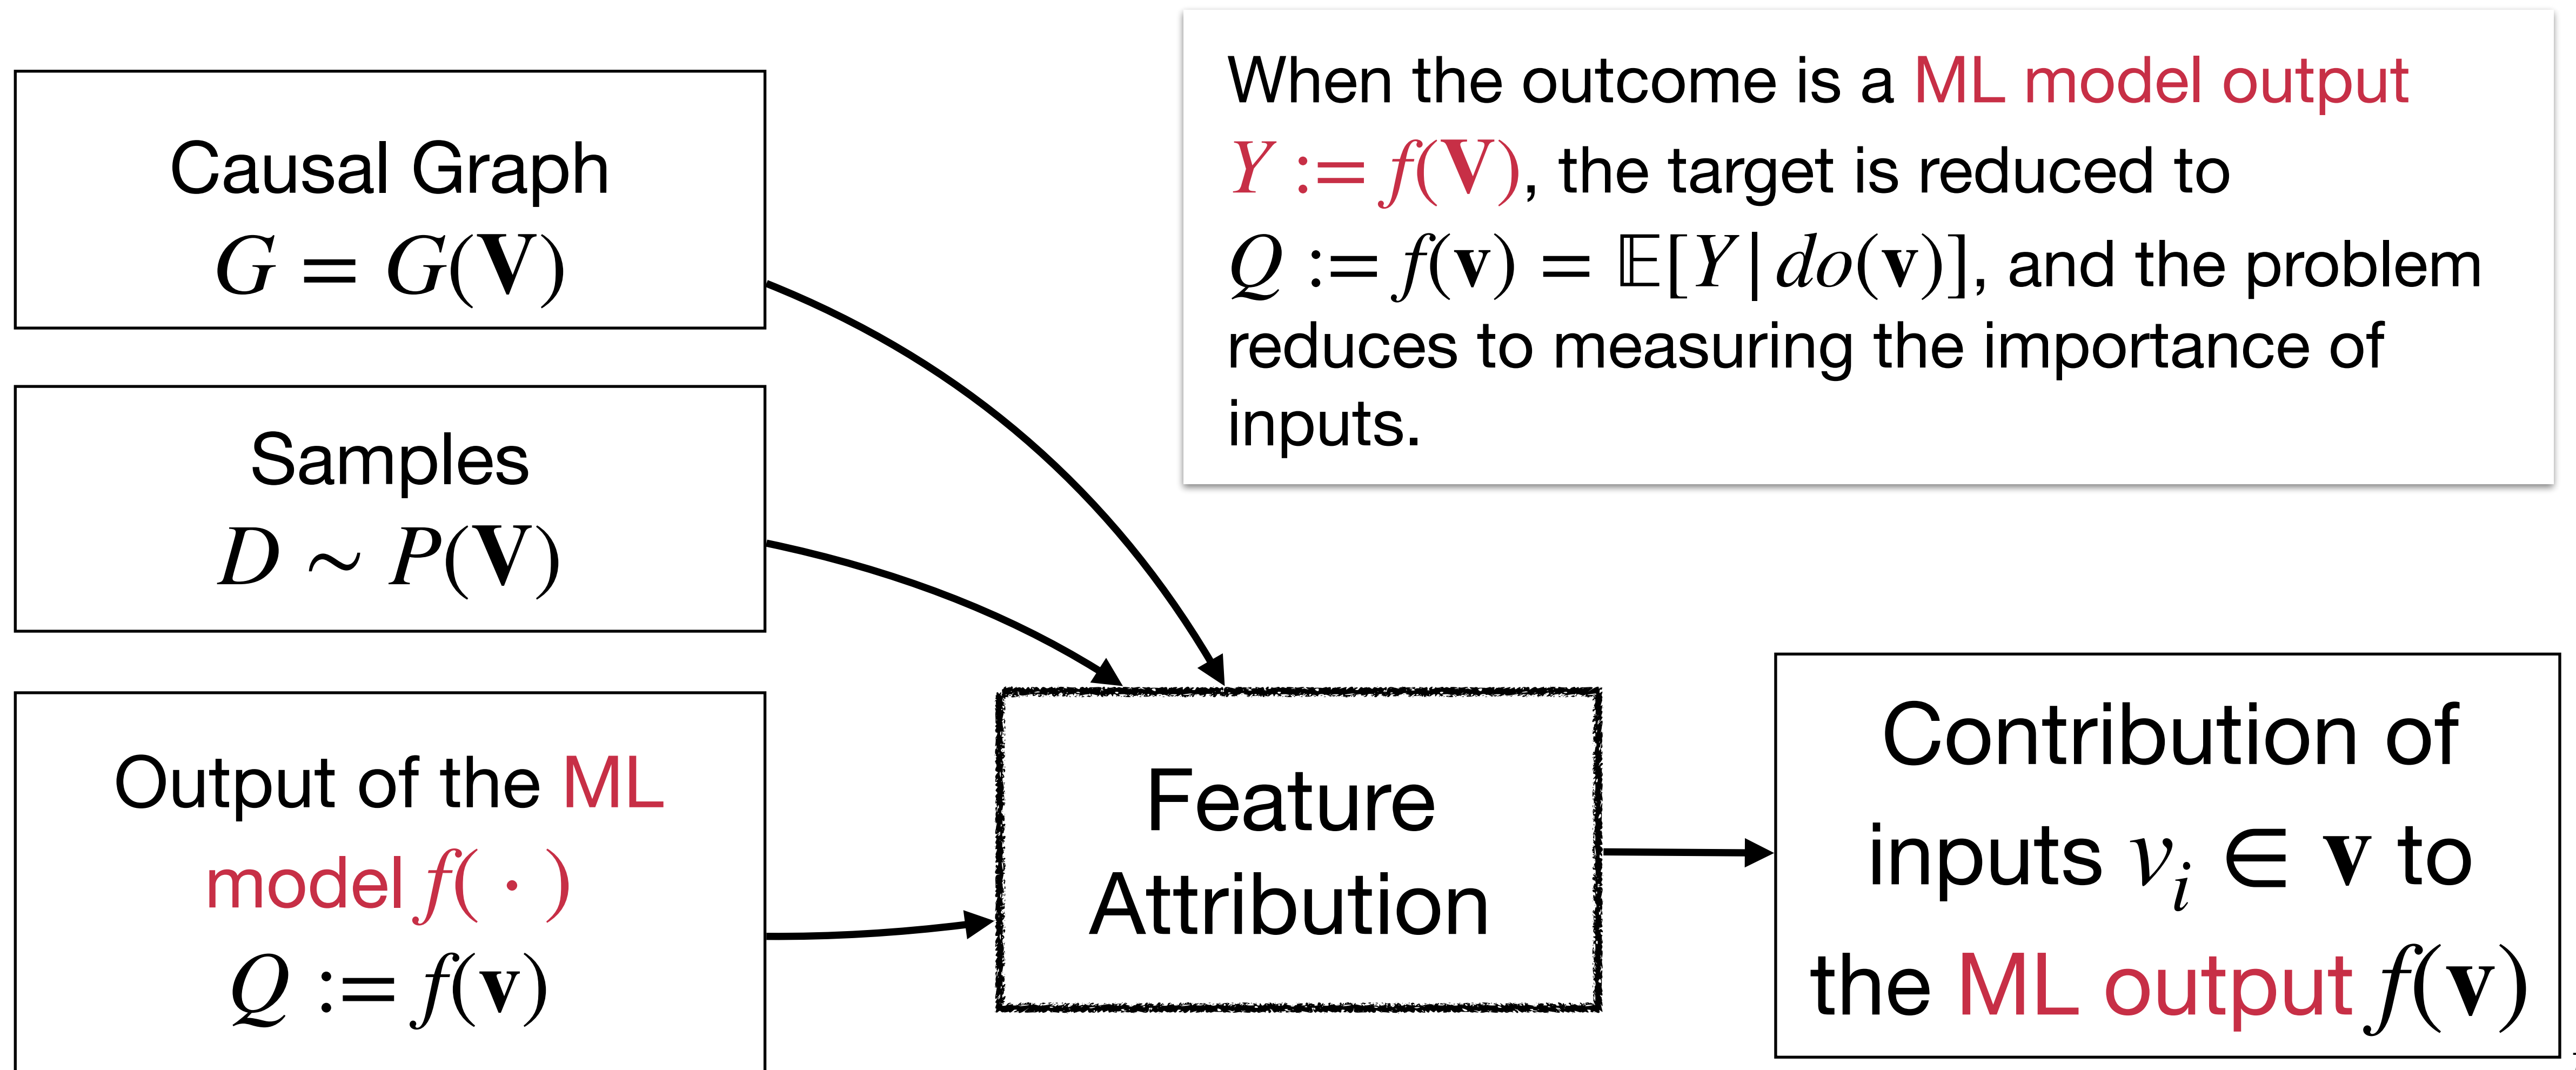 When the outcome is a ML model output
Y := f(V), the target is reduced to
Q := f(v) = 𝔼[Y | do(v)], and the problem
reduces to measuring the importance of
inputs.
Causal Graph
G = G(V)
Samples
D ∼ P(V)
Output of the ML
model f( · )
Q := f(v)
Feature
Attribution
Contribution of
inputs vᵢ ∈ v to
the ML output f(v)